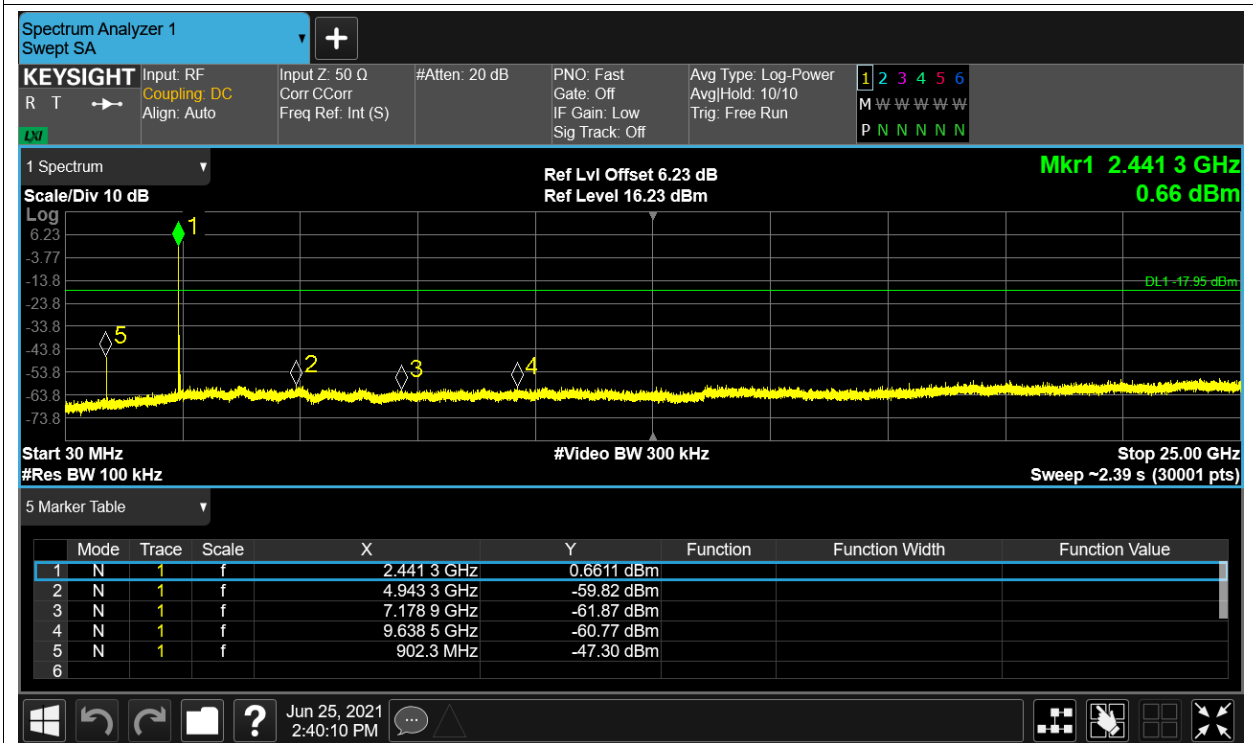 Spectrum Analyzer 1
Swept SA
KEYSIGHT
R T
LXI
Input: RF
Coupling: DC
Align: Auto
Input Z: 50 Ω
Corr CCorr
Freq Ref: Int (S)
#Atten: 20 dB
PNO: Fast
Gate: Off
IF Gain: Low
Sig Track: Off
Avg Type: Log-Power
Avg|Hold: 10/10
Trig: Free Run
1 2 3 4 5 6
M W W W W W
P N N N N N
1 Spectrum
Scale/Div 10 dB
Ref Lvl Offset 6.23 dB
Ref Level 16.23 dBm
Mkr1 2.441 3 GHz
0.66 dBm
Log
6.23
-3.77
-13.8
-23.8
-33.8
-43.8
-53.8
-63.8
-73.8
1
DL1 -17.95 dBm
5
2
3
4
Start 30 MHz
#Video BW 300 kHz
Stop 25.00 GHz
#Res BW 100 kHz
Sweep ~2.39 s (30001 pts)
5 Marker Table
Mode Trace Scale X Y Function Function Width Function Value
1 N 1 f 2.441 3 GHz 0.6611 dBm
2 N 1 f 4.943 3 GHz -59.82 dBm
3 N 1 f 7.178 9 GHz -61.87 dBm
4 N 1 f 9.638 5 GHz -60.77 dBm
5 N 1 f 902.3 MHz -47.30 dBm
6
?
Jun 25, 2021
2:40:10 PM